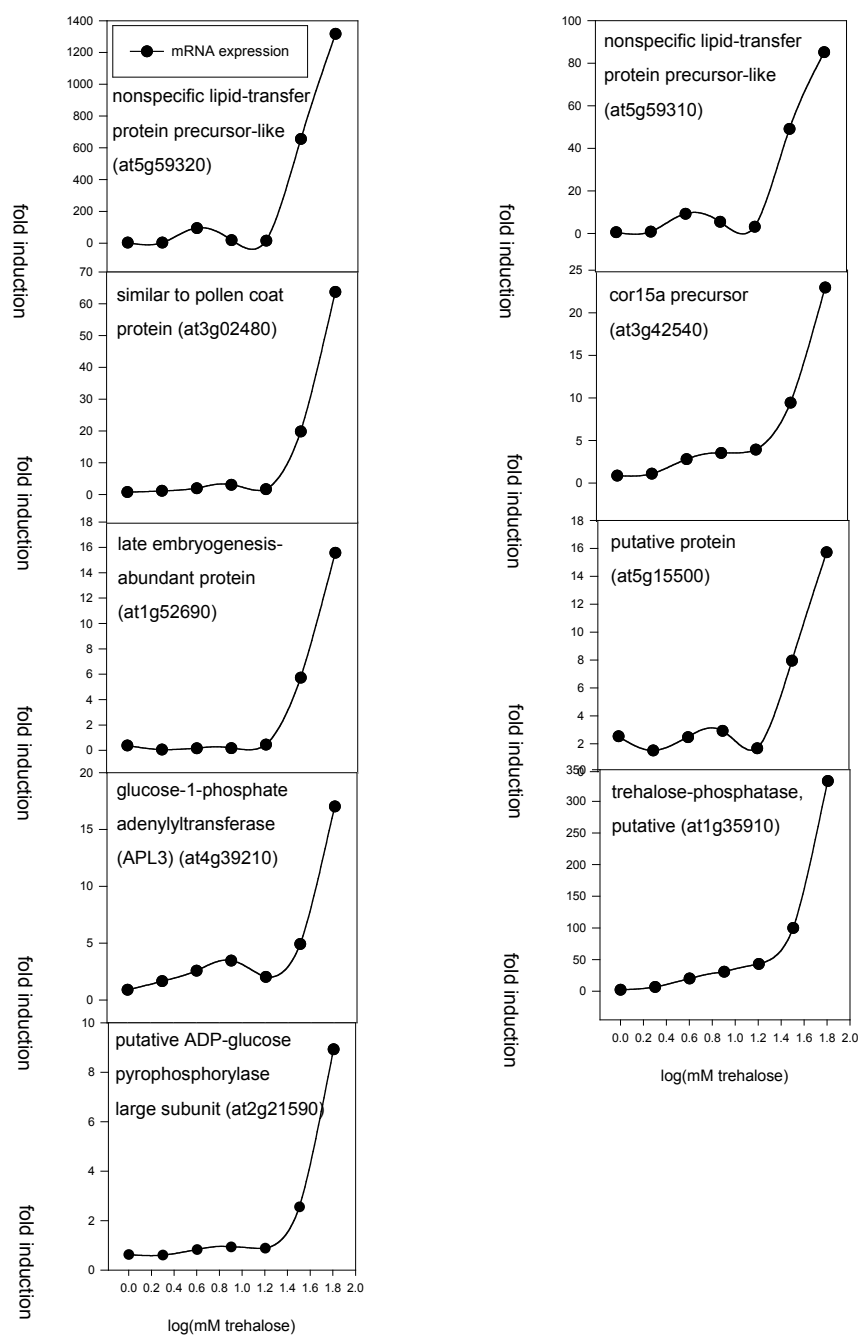 1400
1200
1000
800
600
400
200
0
mRNA expression
nonspecific lipid-transfer
protein precursor-like
(at5g59320)
fold induction
70
60
50
40
30
20
10
0
similar to pollen coat
protein (at3g02480)
fold induction
18
16
14
12
10
8
6
4
2
0
late embryogenesis-
abundant protein
(at1g52690)
fold induction
20
15
10
5
0
glucose-1-phosphate
adenylyltransferase
(APL3) (at4g39210)
fold induction
10
8
6
4
2
0
putative ADP-glucose
pyrophosphorylase
large subunit (at2g21590)
fold induction
0.0 0.2 0.4 0.6 0.8 1.0 1.2 1.4 1.6 1.8 2.0
log(mM trehalose)
100
80
60
40
20
0
nonspecific lipid-transfer
protein precursor-like
(at5g59310)
fold induction
25
20
15
10
5
0
cor15a precursor
(at3g42540)
fold induction
18
16
14
12
10
8
6
4
2
0
putative protein
(at5g15500)
fold induction
350
300
250
200
150
100
50
0
trehalose-phosphatase,
putative (at1g35910)
fold induction
0.0 0.2 0.4 0.6 0.8 1.0 1.2 1.4 1.6 1.8 2.0
log(mM trehalose)